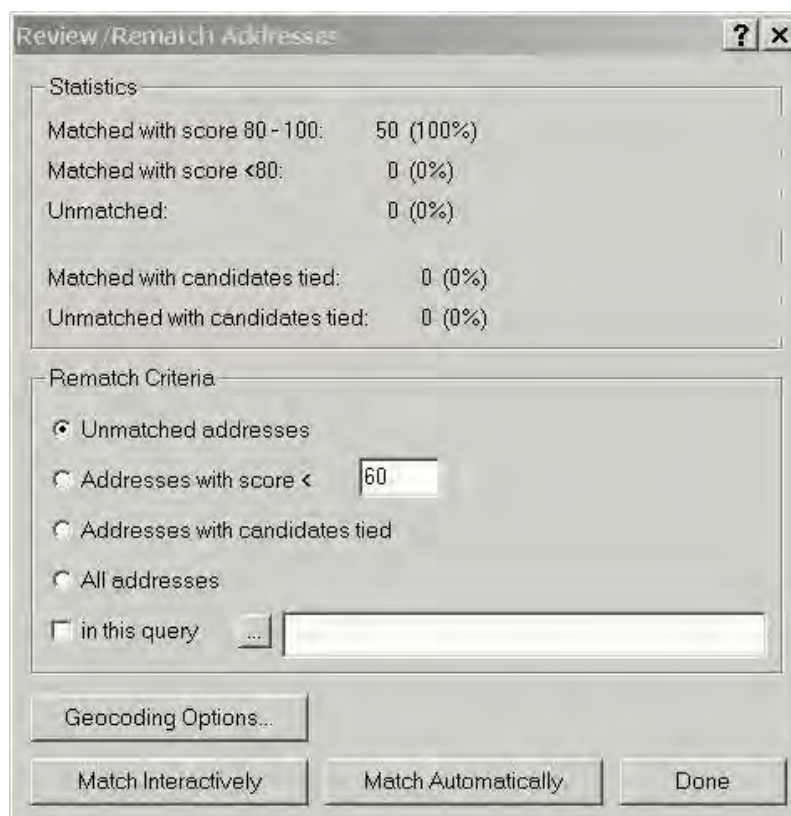 Review/Rematch Addresses
Statistics
Matched with score 80 - 100: 50 (100%)
Matched with score <80: 0 (0%)
Unmatched: 0 (0%)
Matched with candidates tied: 0 (0%)
Unmatched with candidates tied: 0 (0%)
Rematch Criteria
Unmatched addresses
Addresses with score < 60
Addresses with candidates tied
All addresses
in this query ...
Geocoding Options...
Match Interactively Match Automatically Done